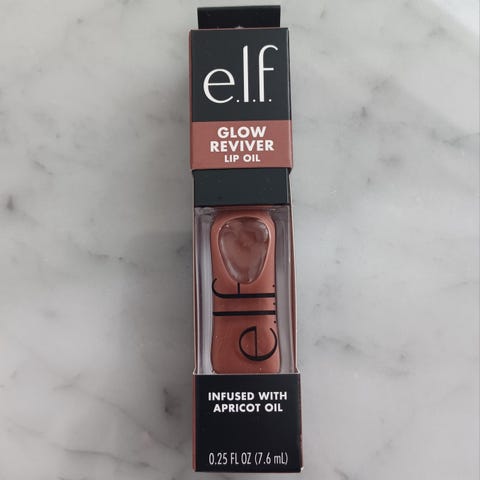 e.l.f.
GLOW
REVIVER
LIP OIL
e.l.f.
INFUSED WITH
APRICOT OIL
0.25 FL OZ (7.6 mL)